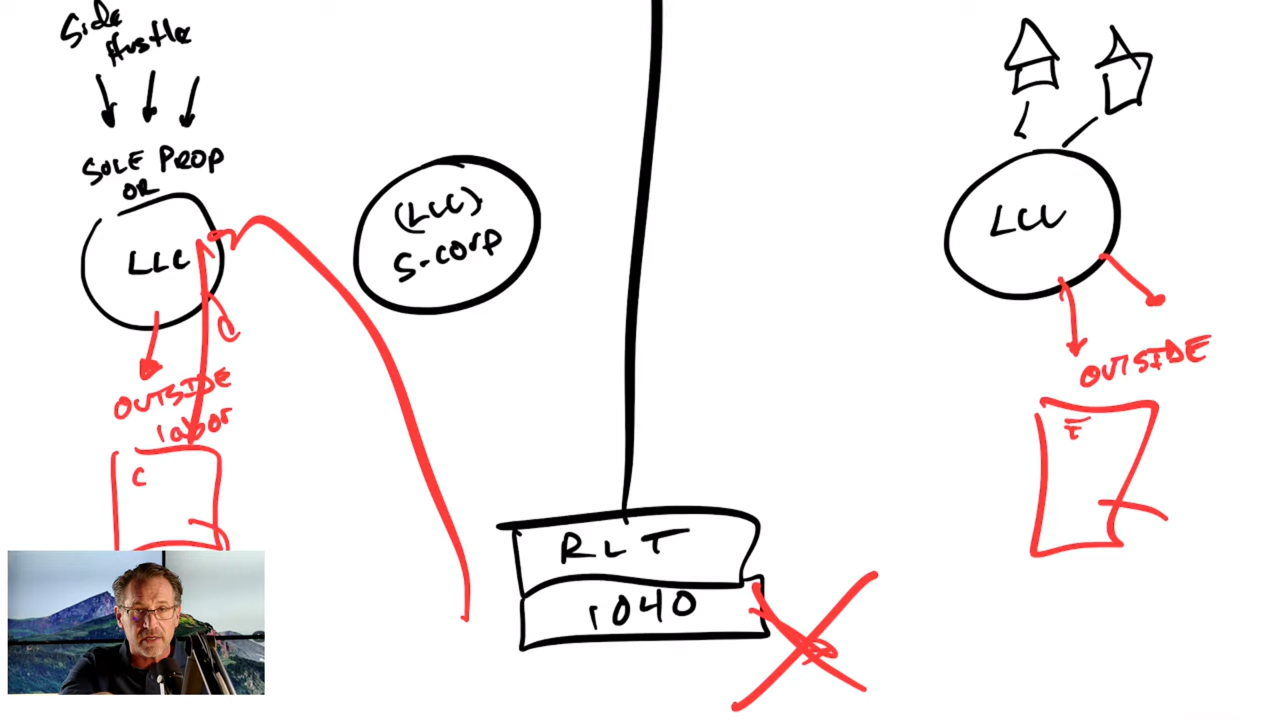 Side
Hustle
SOLE PROP
OR
LLC
OUTSIDE
labor
C
(LLC)
S-corp
RLT
1040
LLC
OUTSIDE
E